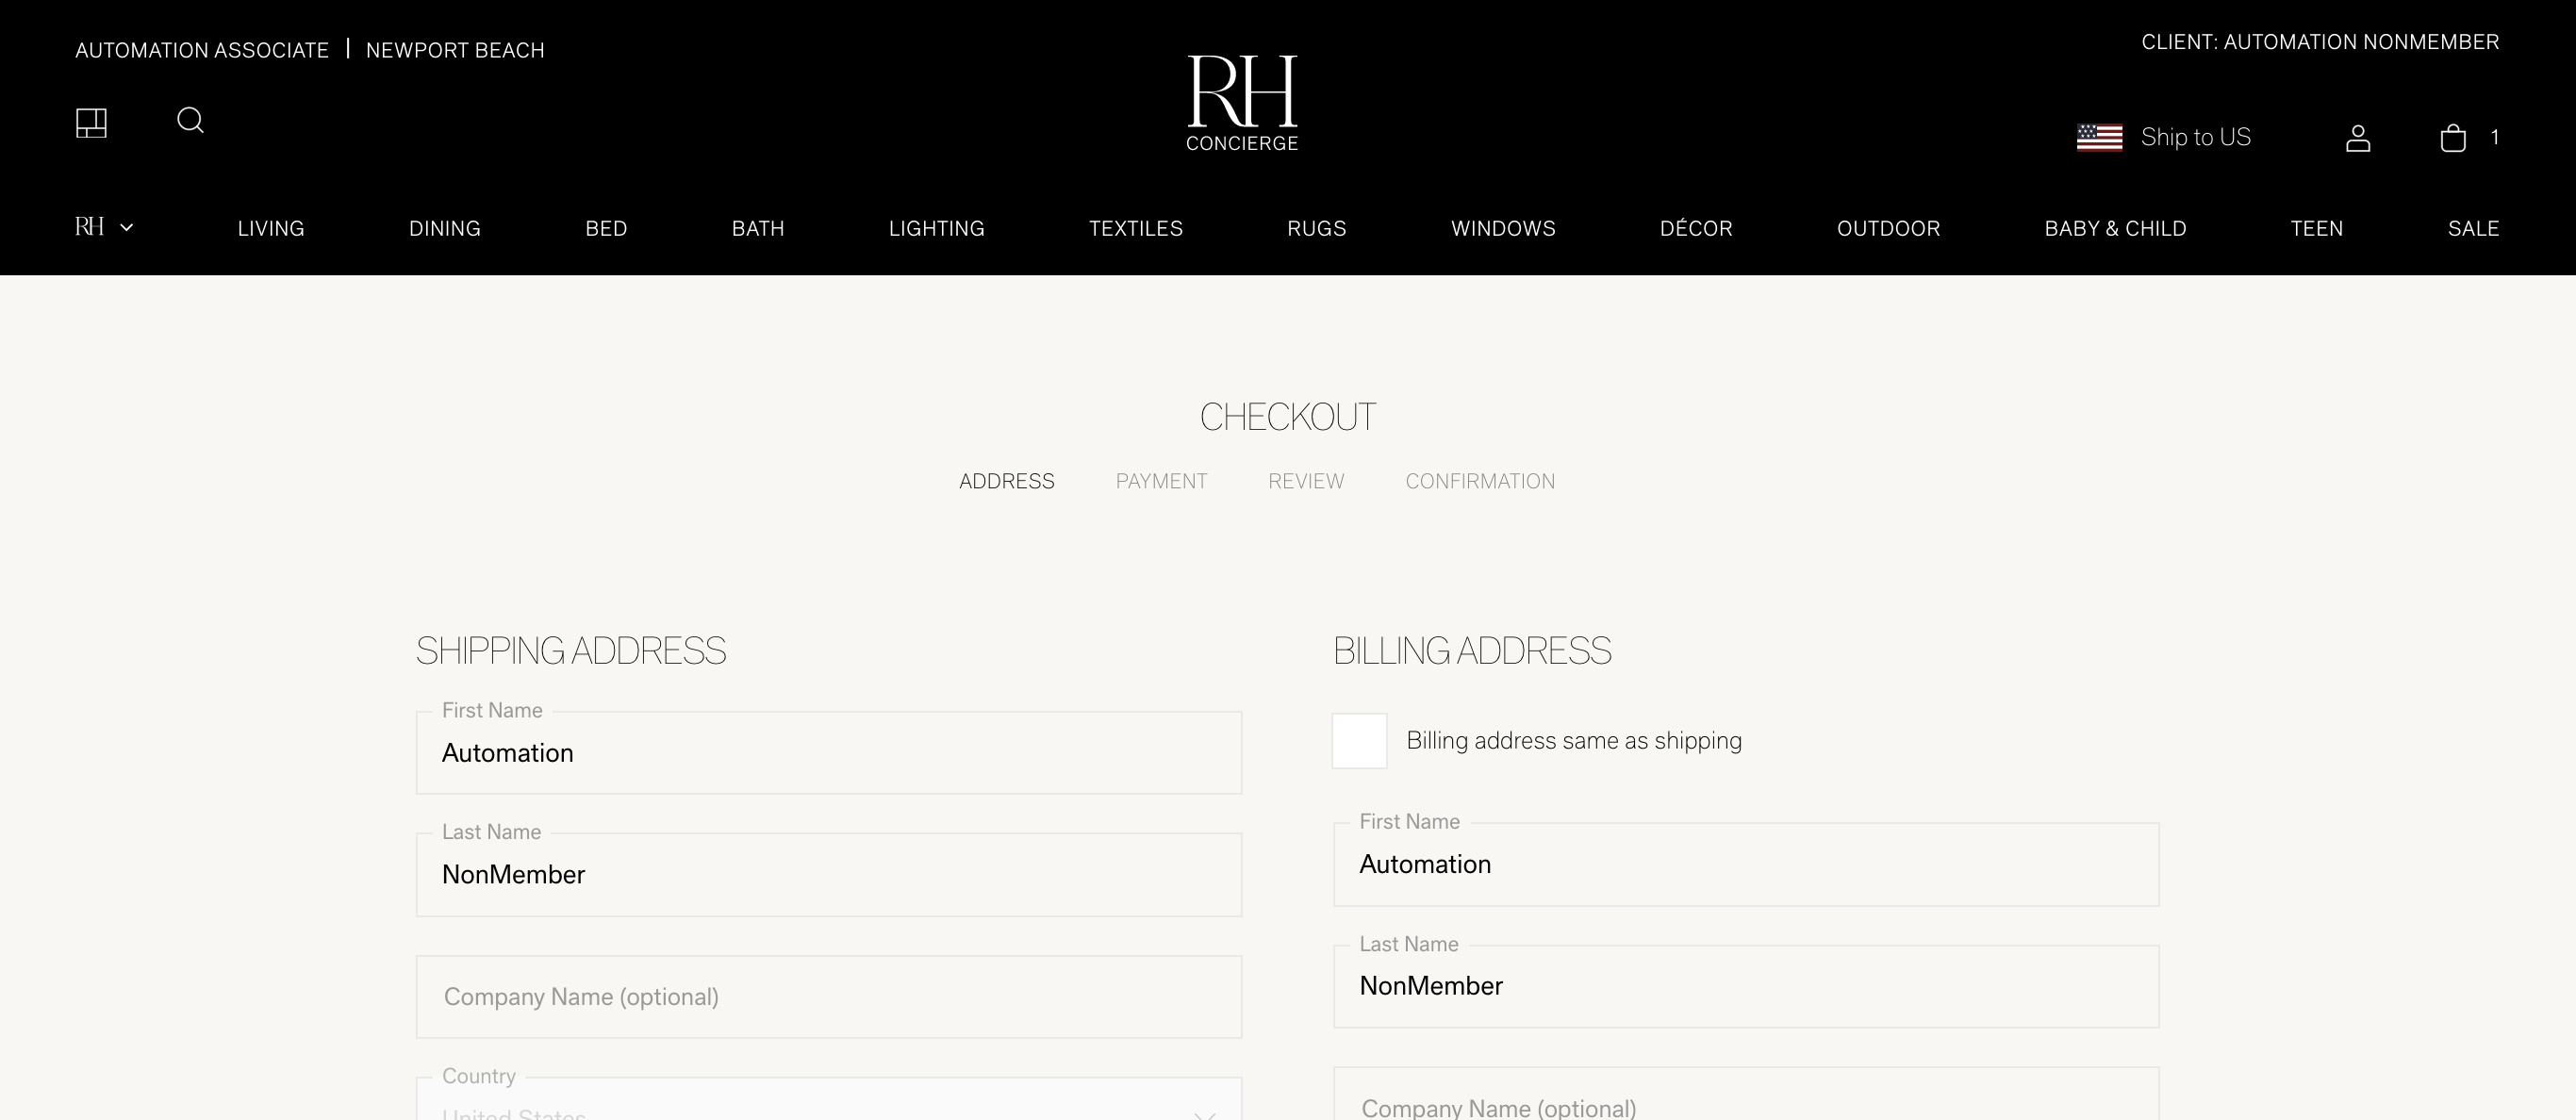 AUTOMATION ASSOCIATE | NEWPORT BEACH
CLIENT: AUTOMATION NONMEMBER
RH
CONCIERGE
Ship to US
1
RH LIVING DINING BED BATH LIGHTING TEXTILES RUGS WINDOWS DÉCOR OUTDOOR BABY & CHILD TEEN SALE
CHECKOUT
ADDRESS PAYMENT REVIEW CONFIRMATION
SHIPPING ADDRESS
First Name
Automation
Last Name
NonMember
Company Name (optional)
Country
United States
BILLING ADDRESS
Billing address same as shipping
First Name
Automation
Last Name
NonMember
Company Name (optional)